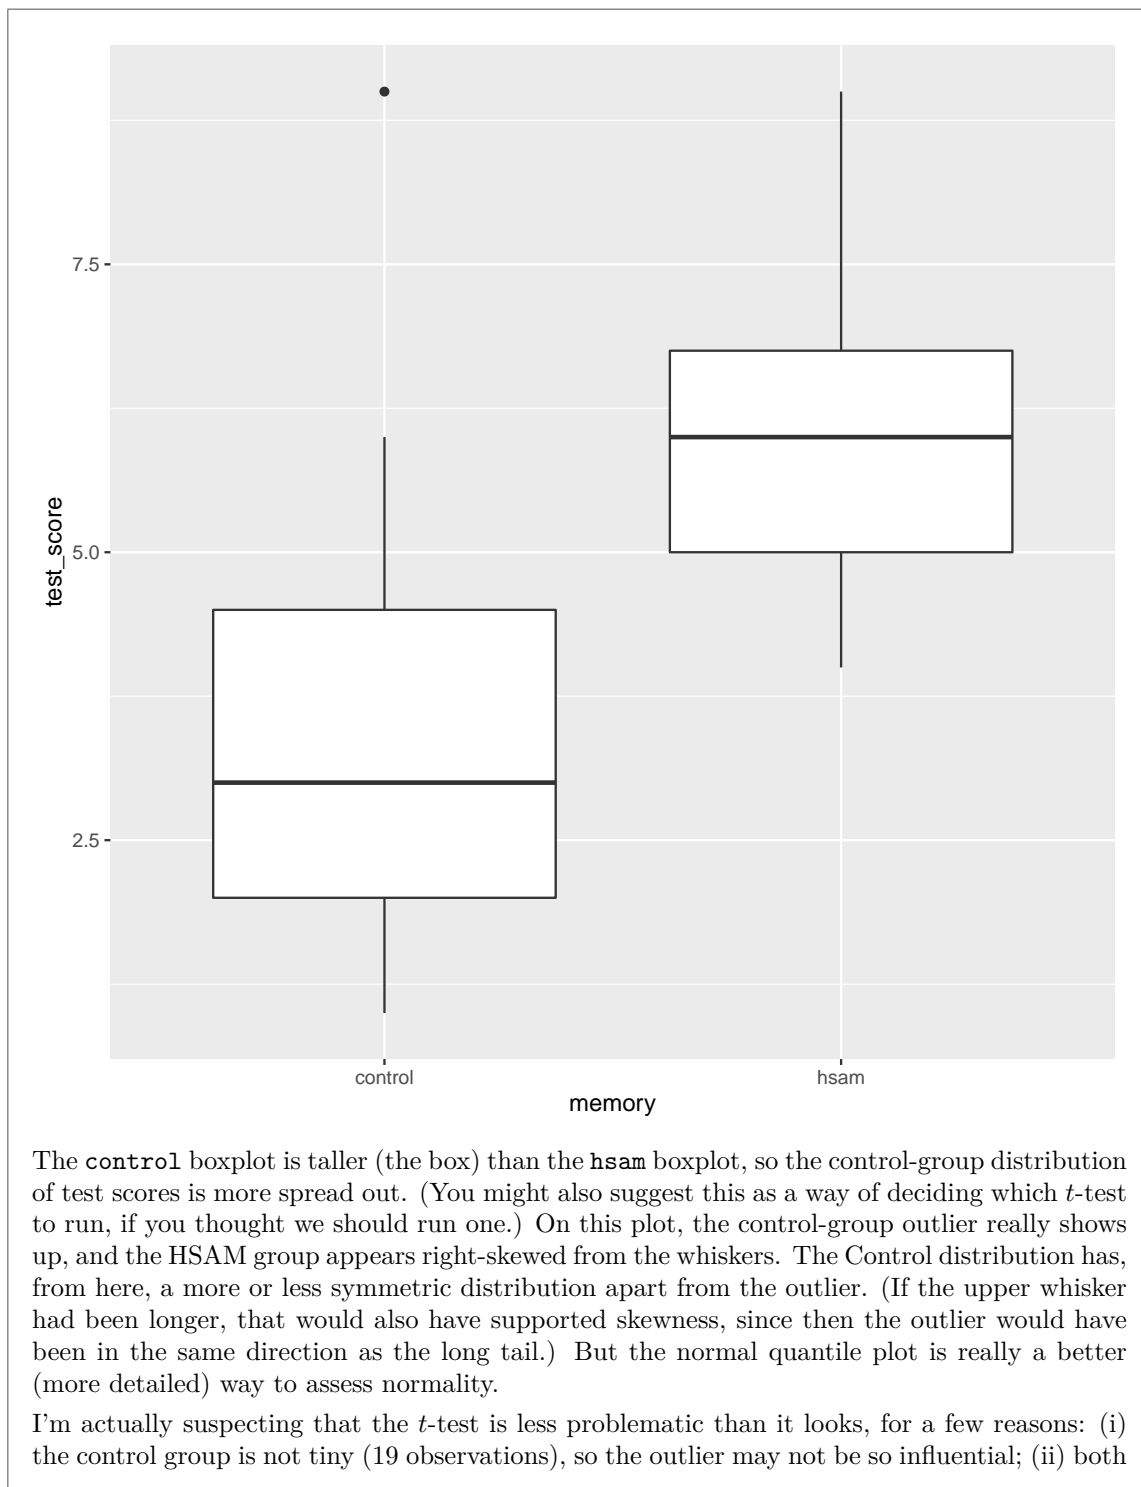 7.5
5.0
2.5
test_score
control
hsam
memory
The control boxplot is taller (the box) than the hsam boxplot, so the control-group distribution
of test scores is more spread out. (You might also suggest this as a way of deciding which t-test
to run, if you thought we should run one.) On this plot, the control-group outlier really shows
up, and the HSAM group appears right-skewed from the whiskers. The Control distribution has,
from here, a more or less symmetric distribution apart from the outlier. (If the upper whisker
had been longer, that would also have supported skewness, since then the outlier would have
been in the same direction as the long tail.) But the normal quantile plot is really a better
(more detailed) way to assess normality.
I'm actually suspecting that the t-test is less problematic than it looks, for a few reasons: (i)
the control group is not tiny (19 observations), so the outlier may not be so influential; (ii) both